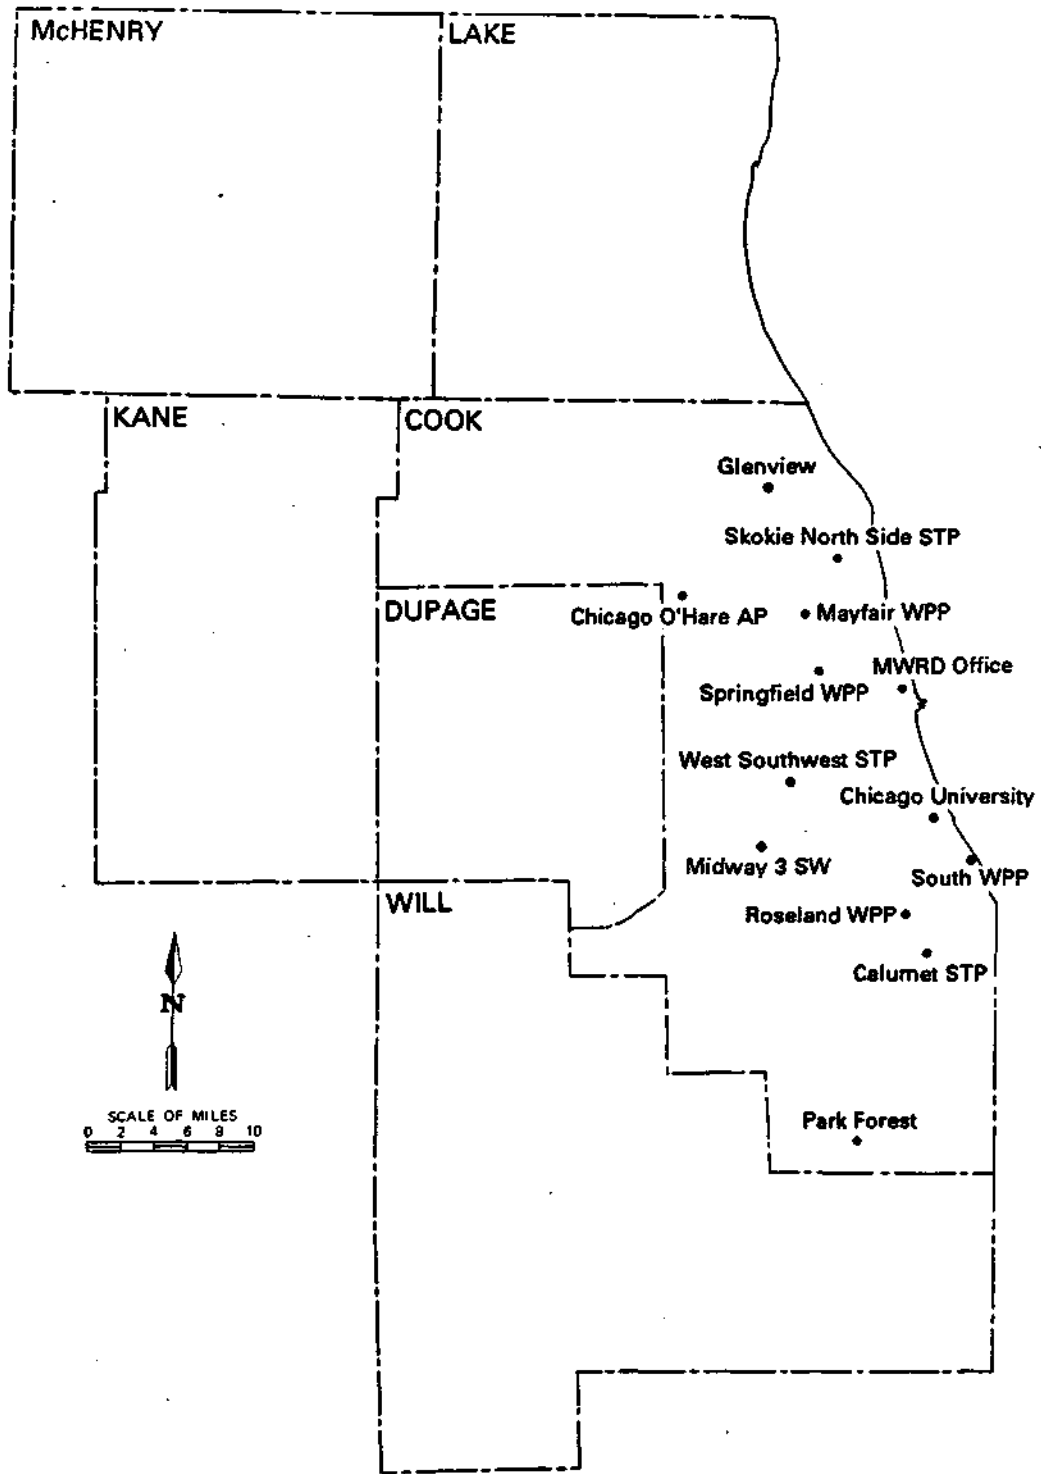 McHENRY
LAKE
KANE
COOK
Glenview
Skokie North Side STP
DUPAGE
Chicago O'Hare AP
Mayfair WPP
MWRD Office
Springfield WPP
West Southwest STP
Chicago University
Midway 3 SW
South WPP
WILL
Roseland WPP
Calumet STP
N
SCALE OF MILES
0 2 4 6 8 10
Park Forest